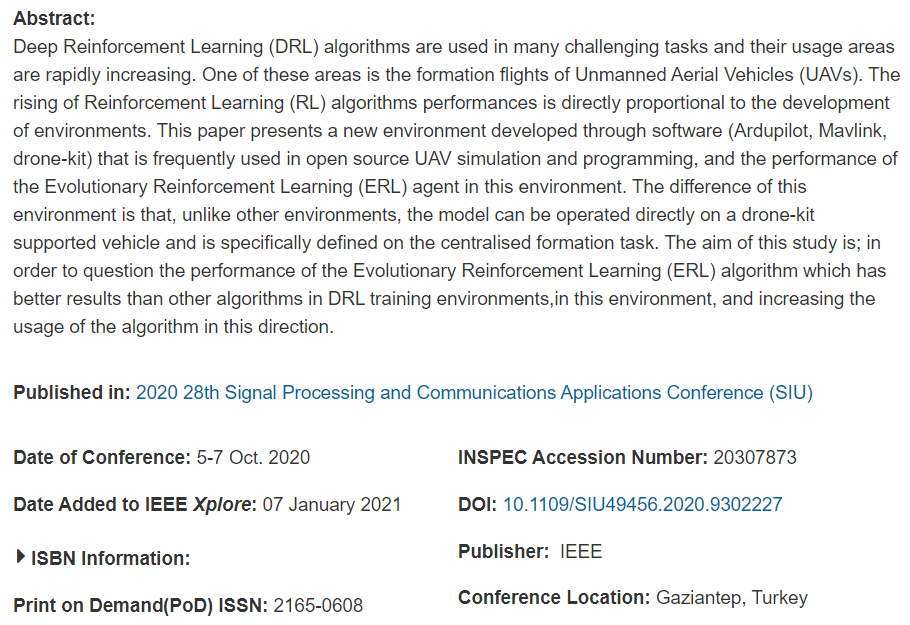 Abstract:
Deep Reinforcement Learning (DRL) algorithms are used in many challenging tasks and their usage areas
are rapidly increasing. One of these areas is the formation flights of Unmanned Aerial Vehicles (UAVs). The
rising of Reinforcement Learning (RL) algorithms performances is directly proportional to the development
of environments. This paper presents a new environment developed through software (Ardupilot, Mavlink,
drone-kit) that is frequently used in open source UAV simulation and programming, and the performance of
the Evolutionary Reinforcement Learning (ERL) agent in this environment. The difference of this
environment is that, unlike other environments, the model can be operated directly on a drone-kit
supported vehicle and is specifically defined on the centralised formation task. The aim of this study is; in
order to question the performance of the Evolutionary Reinforcement Learning (ERL) algorithm which has
better results than other algorithms in DRL training environments,in this environment, and increasing the
usage of the algorithm in this direction.
Published in: 2020 28th Signal Processing and Communications Applications Conference (SIU)
Date of Conference: 5-7 Oct. 2020
Date Added to IEEE Xplore: 07 January 2021
ISBN Information:
Print on Demand(PoD) ISSN: 2165-0608
INSPEC Accession Number: 20307873
DOI: 10.1109/SIU49456.2020.9302227
Publisher: IEEE
Conference Location: Gaziantep, Turkey